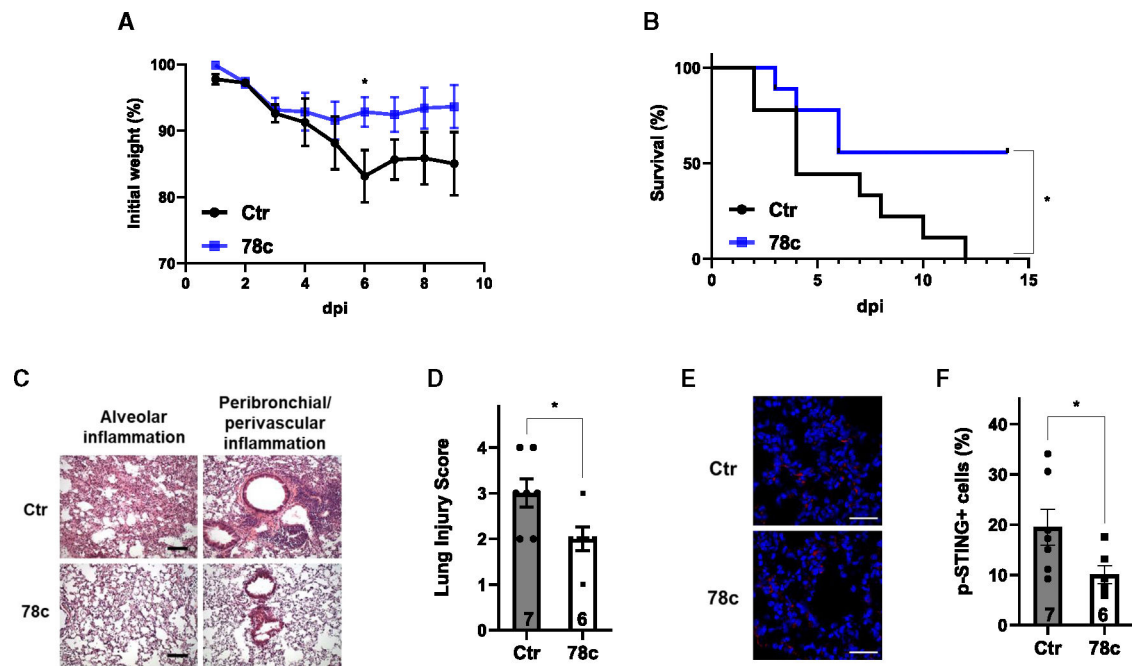 A
Initial weight (%)
100
90
80
70
0
2
4
6
8
10
dpi
*
Ctr
78c
B
Survival (%)
100
50
0
0
5
10
15
dpi
*
Ctr
78c
C
Alveolar
inflammation
Peribronchial/
perivascular
inflammation
Ctr
78c
D
Lung Injury Score
4
3
2
1
0
*
7
6
Ctr
78c
E
Ctr
78c
F
p-STING+ cells (%)
40
30
20
10
0
*
7
6
Ctr
78c